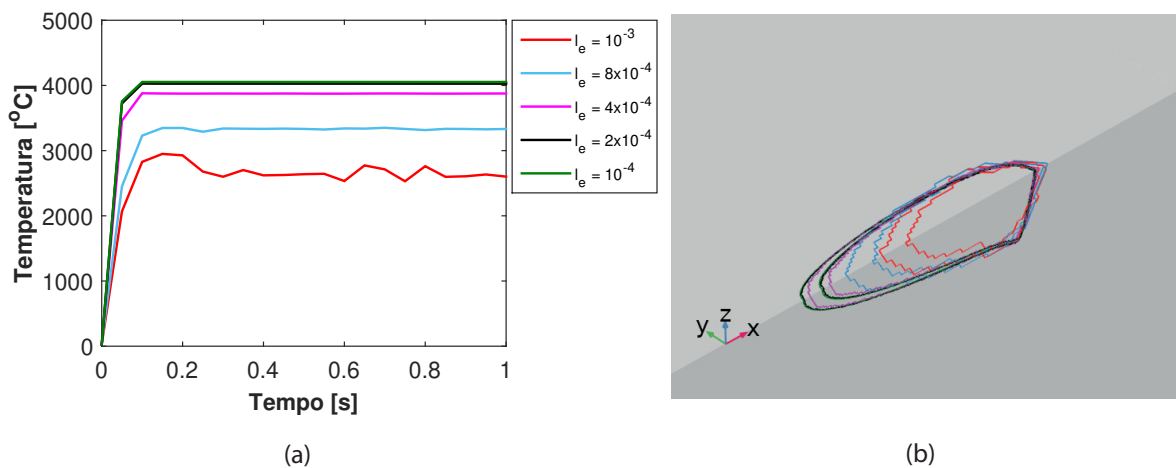 5000
4000
3000
2000
1000
0
Temperatura [°C]
0 0.2 0.4 0.6 0.8 1
Tempo [s]
l_e = 10^-3
l_e = 8x10^-4
l_e = 4x10^-4
l_e = 2x10^-4
l_e = 10^-4
(a)
z
y x
(b)